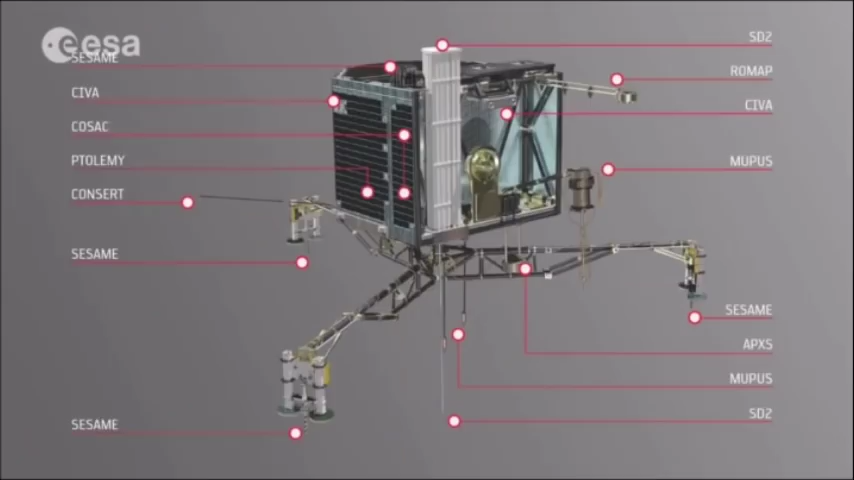 esa
SESAME
CIVA
COSAC
PTOLEMY
CONSERT
SESAME
SESAME
SD2
ROMAP
CIVA
MUPUS
SESAME
APXS
MUPUS
SD2